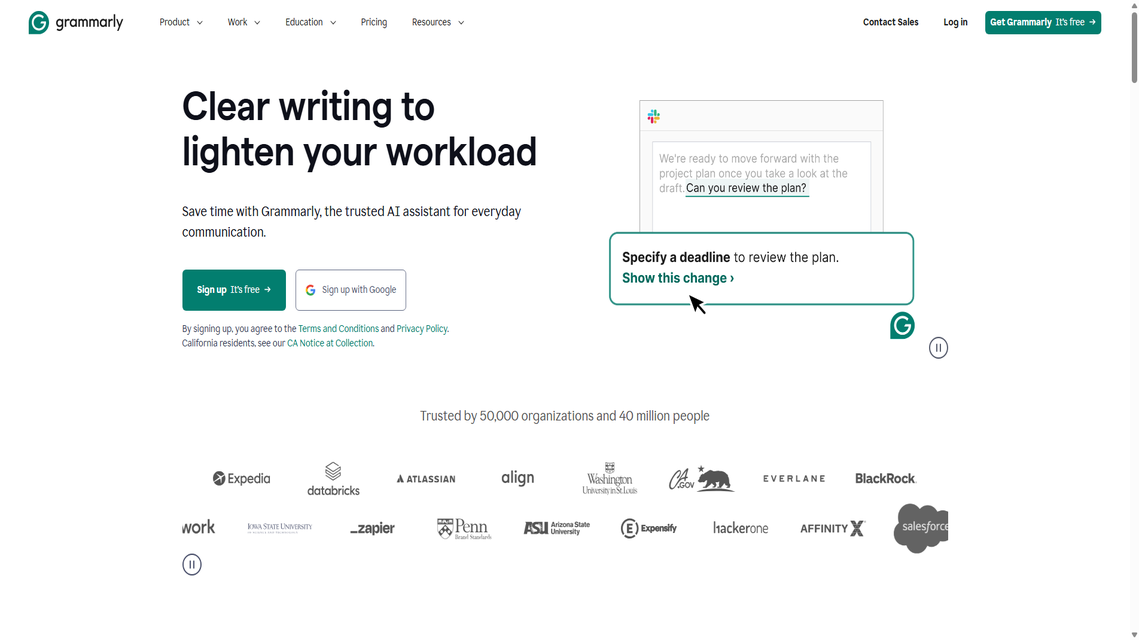 grammarly
Product Work Education Pricing Resources
Contact Sales Log in Get Grammarly It's free →
Clear writing to
lighten your workload
Save time with Grammarly, the trusted AI assistant for everyday
communication.
Sign up It's free → Sign up with Google
By signing up, you agree to the Terms and Conditions and Privacy Policy.
California residents, see our CA Notice at Collection.
We're ready to move forward with the
project plan once you take a look at the
draft. Can you review the plan?
Specify a deadline to review the plan.
Show this change ›
Trusted by 50,000 organizations and 40 million people
Expedia databricks ATLASSIAN align Washington University in St. Louis CA.GOV EVERLANE BlackRock.
work IOWA STATE UNIVERSITY _zapier Penn Brand Standards ASU Arizona State University Expensify hackerone AFFINITY X salesforce